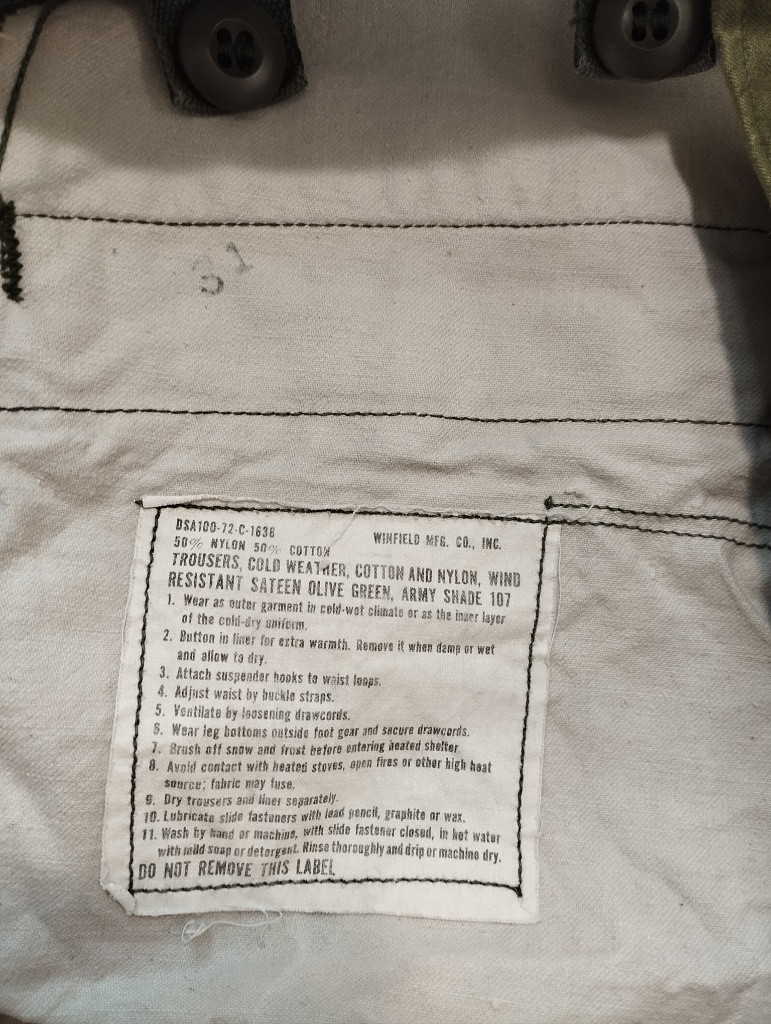 DSA100-72-C-1636 WINFIELD MFG. CO., INC.
50% NYLON 50% COTTON
TROUSERS, COLD WEATHER, COTTON AND NYLON, WIND
RESISTANT SATEEN OLIVE GREEN, ARMY SHADE 107
1. Wear as outer garment in cold-wet climate or as the inner layer
of the cold-dry uniform.
2. Button in liner for extra warmth. Remove it when damp or wet
and allow to dry.
3. Attach suspender hooks to waist loops.
4. Adjust waist by buckle straps.
5. Ventilate by loosening drawcords.
6. Wear leg bottoms outside foot gear and secure drawcords.
7. Brush off snow and frost before entering heated shelter.
8. Avoid contact with heated stoves, open fires or other high heat
source; fabric may fuse.
9. Dry trousers and liner separately.
10. Lubricate slide fasteners with lead pencil, graphite or wax.
11. Wash by hand or machine, with slide fastener closed, in hot water
with mild soap or detergent. Rinse thoroughly and drip or machine dry.
DO NOT REMOVE THIS LABEL